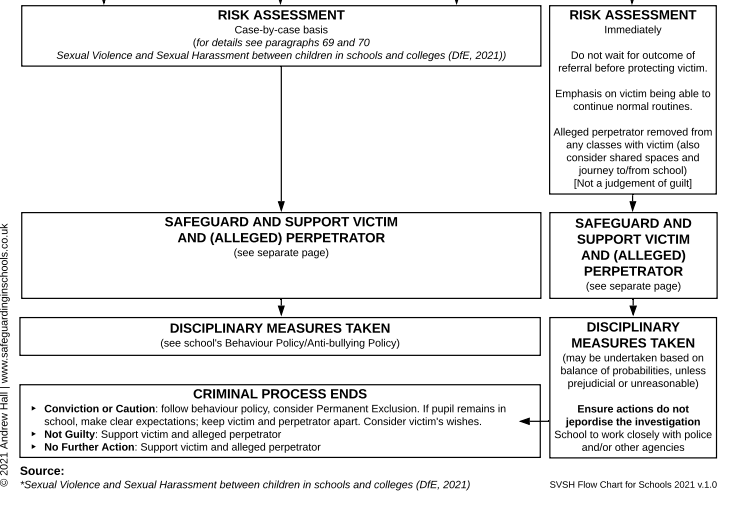 RISK ASSESSMENT
Case-by-case basis
(for details see paragraphs 69 and 70
Sexual Violence and Sexual Harassment between children in schools and colleges (DfE, 2021))
RISK ASSESSMENT
Immediately
Do not wait for outcome of
referral before protecting victim.
Emphasis on victim being able to
continue normal routines.
Alleged perpetrator removed from
any classes with victim (also
consider shared spaces and
journey to/from school)
[Not a judgement of guilt]
SAFEGUARD AND SUPPORT VICTIM
AND (ALLEGED) PERPETRATOR
(see separate page)
SAFEGUARD AND
SUPPORT VICTIM
AND (ALLEGED)
PERPETRATOR
(see separate page)
DISCIPLINARY MEASURES TAKEN
(see school's Behaviour Policy/Anti-bullying Policy)
DISCIPLINARY
MEASURES TAKEN
(may be undertaken based on
balance of probabilities, unless
prejudicial or unreasonable)
Ensure actions do not
jepordise the investigation
School to work closely with police
and/or other agencies
CRIMINAL PROCESS ENDS
‣ Conviction or Caution: follow behaviour policy, consider Permanent Exclusion. If pupil remains in
school, make clear expectations; keep victim and perpetrator apart. Consider victim's wishes.
‣ Not Guilty: Support victim and alleged perpetrator
‣ No Further Action: Support victim and alleged perpetrator
Source:
*Sexual Violence and Sexual Harassment between children in schools and colleges (DfE, 2021)
SVSH Flow Chart for Schools 2021 v.1.0
© 2021 Andrew Hall | www.safeguardinginschools.co.uk